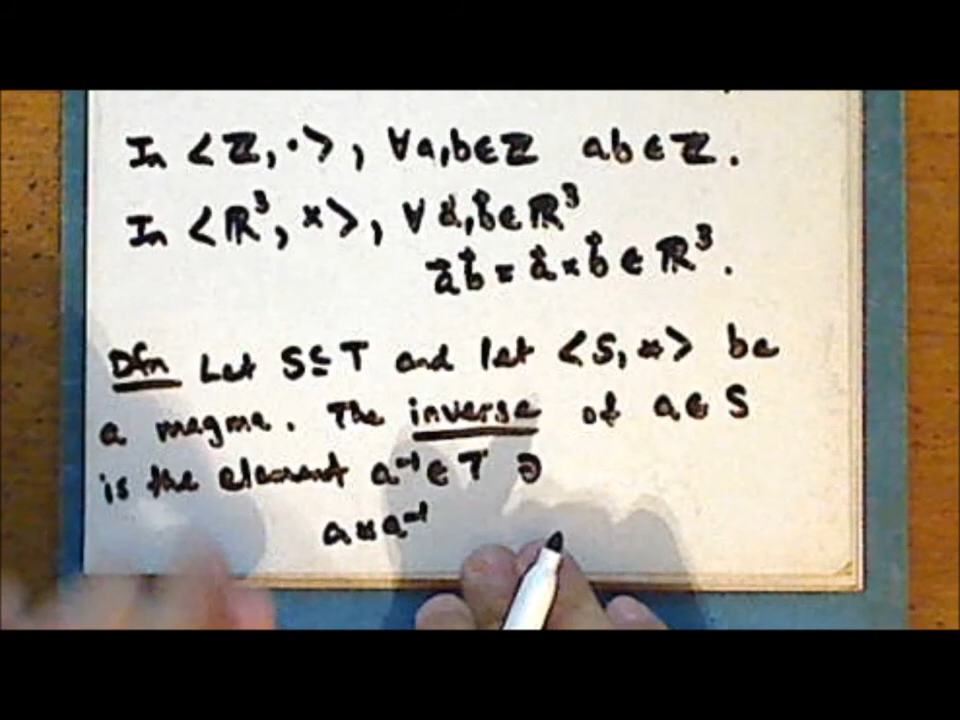 In <ℤ, ·>, ∀a,b∈ℤ ab∈ℤ.
In <ℝ³, ×>, ∀ a⃗,b⃗∈ℝ³
a⃗b⃗ = a⃗×b⃗ ∈ ℝ³.
Dfn Let S⊆T and let <S, *> be
a magma. The inverse of a∈S
is the element a⁻¹∈T ∋
a*a⁻¹